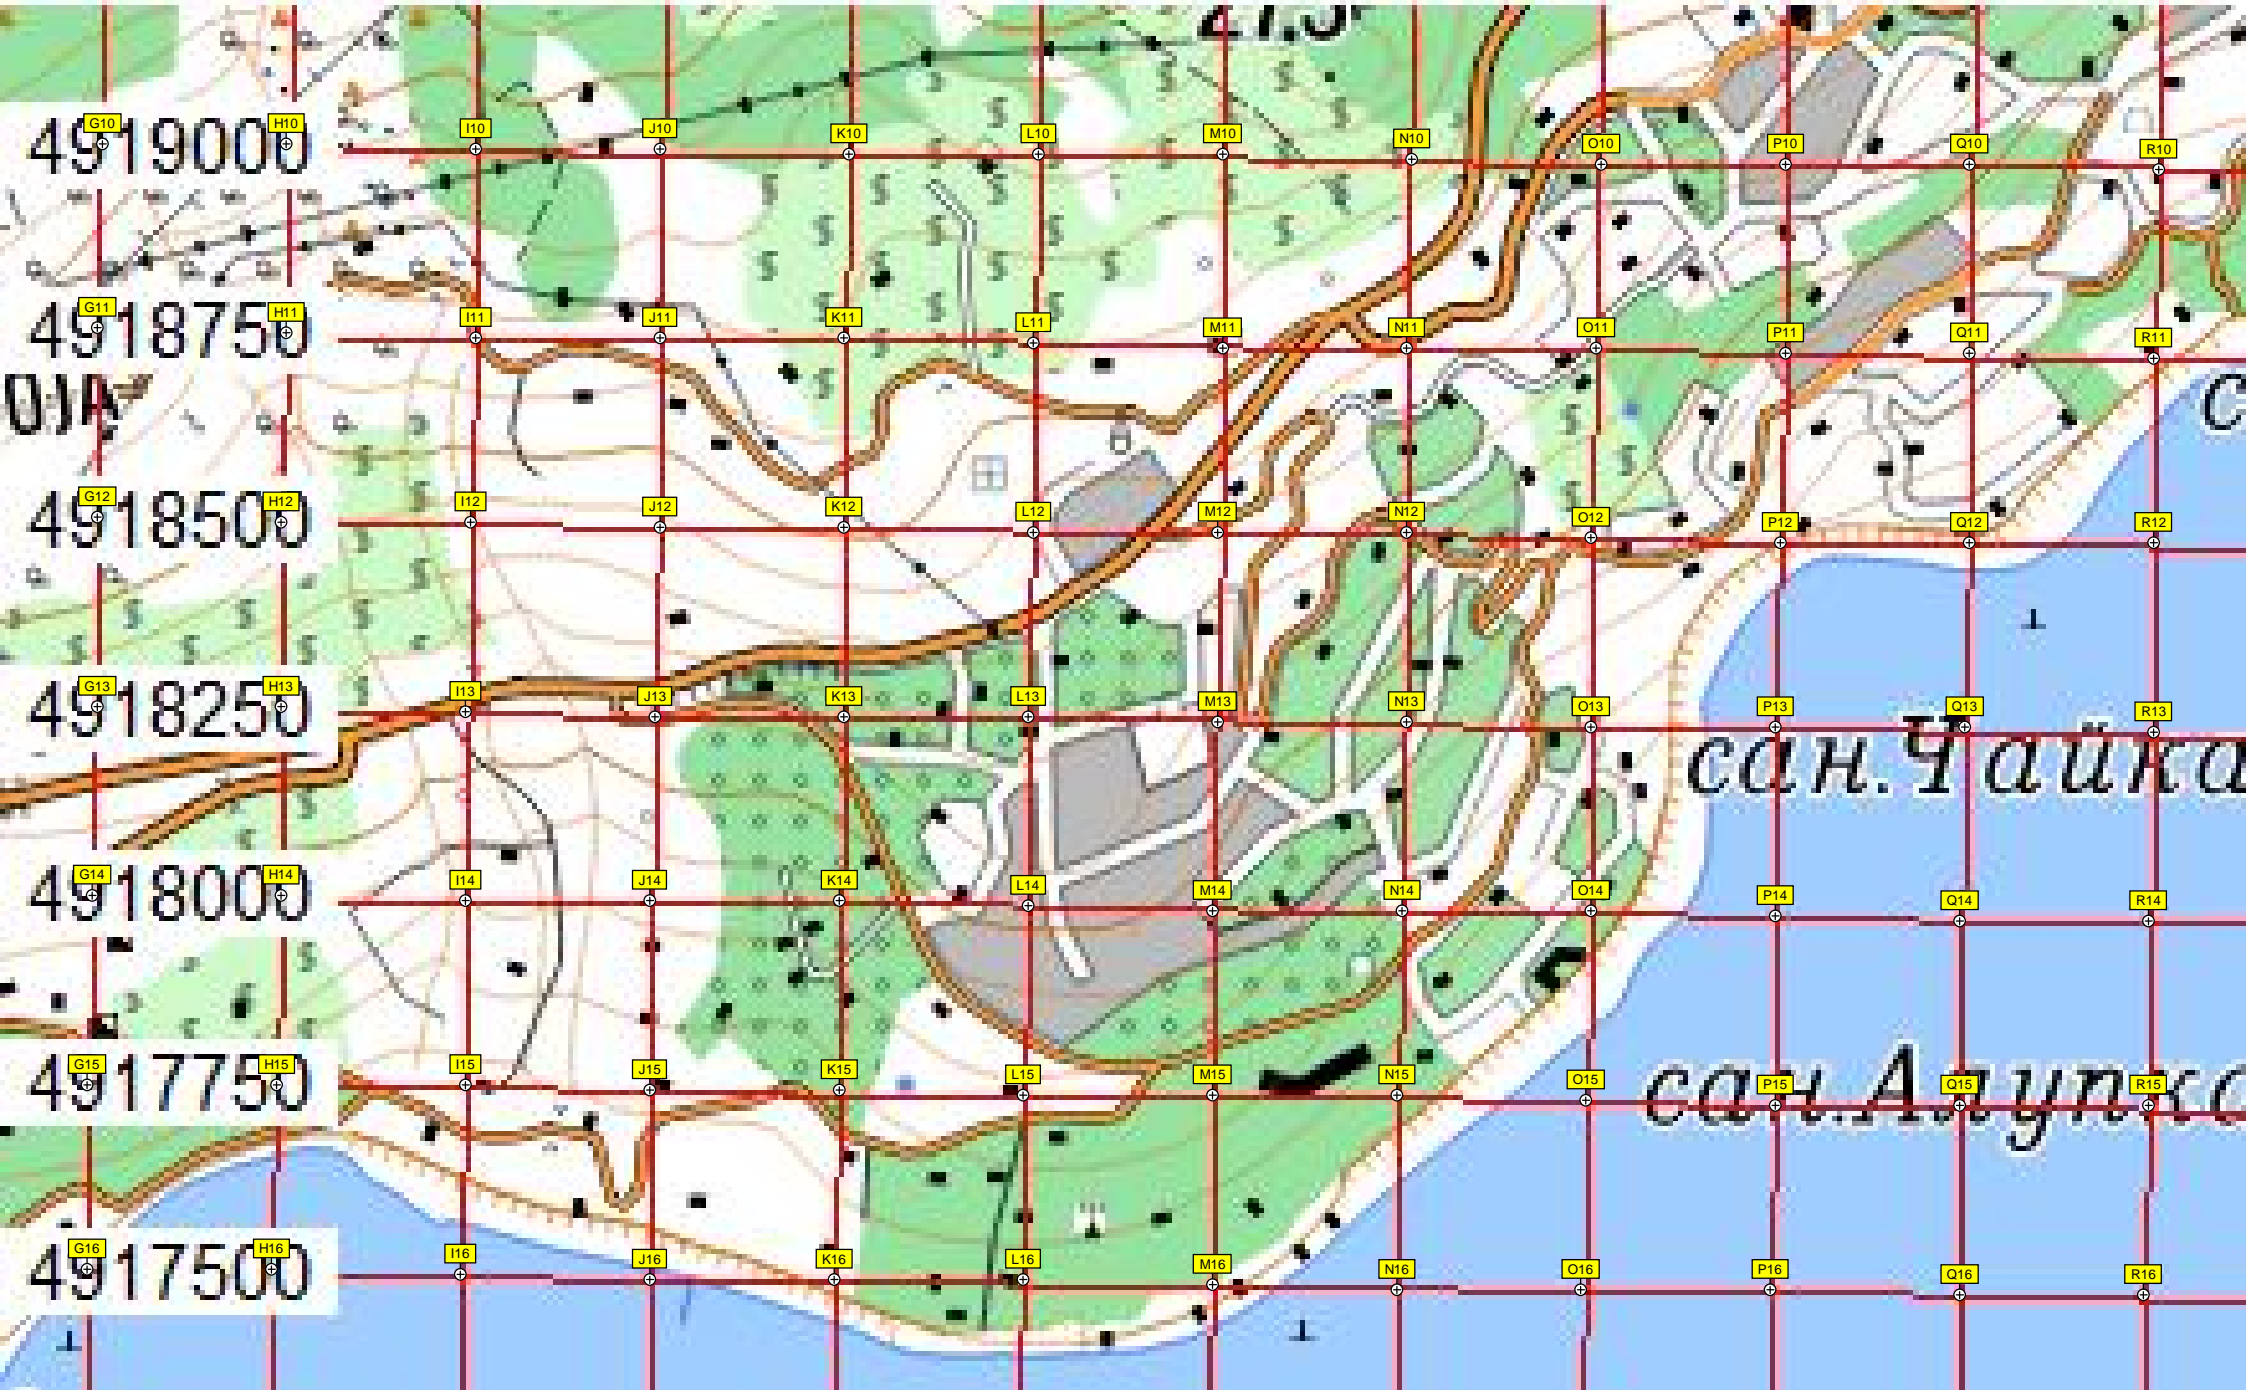 G10 H10 I10 J10 K10 L10 M10 N10 O10 P10 Q10 R10
4919000
G11 H11 I11 J11 K11 L11 M11 N11 O11 P11 Q11 R11
4918750
G12 H12 I12 J12 K12 L12 M12 N12 O12 P12 Q12 R12
4918500
G13 H13 I13 J13 K13 L13 M13 N13 O13 P13 Q13 R13
4918250
сан.Чайка
G14 H14 I14 J14 K14 L14 M14 N14 O14 P14 Q14 R14
4918000
G15 H15 I15 J15 K15 L15 M15 N15 O15 P15 Q15 R15
4917750
сан.Алупка
G16 H16 I16 J16 K16 L16 M16 N16 O16 P16 Q16 R16
4917500